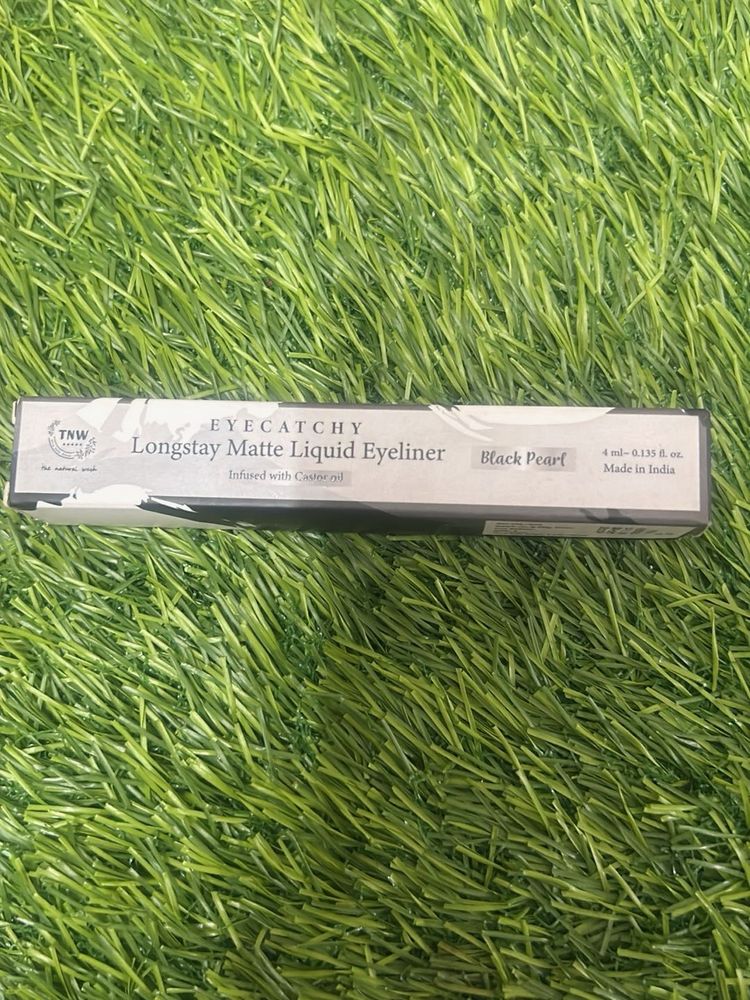 TNW
the natural wash
EYECATCHY
Longstay Matte Liquid Eyeliner
Infused with Castor oil
Black Pearl
4 ml– 0.135 fl. oz.
Made in India